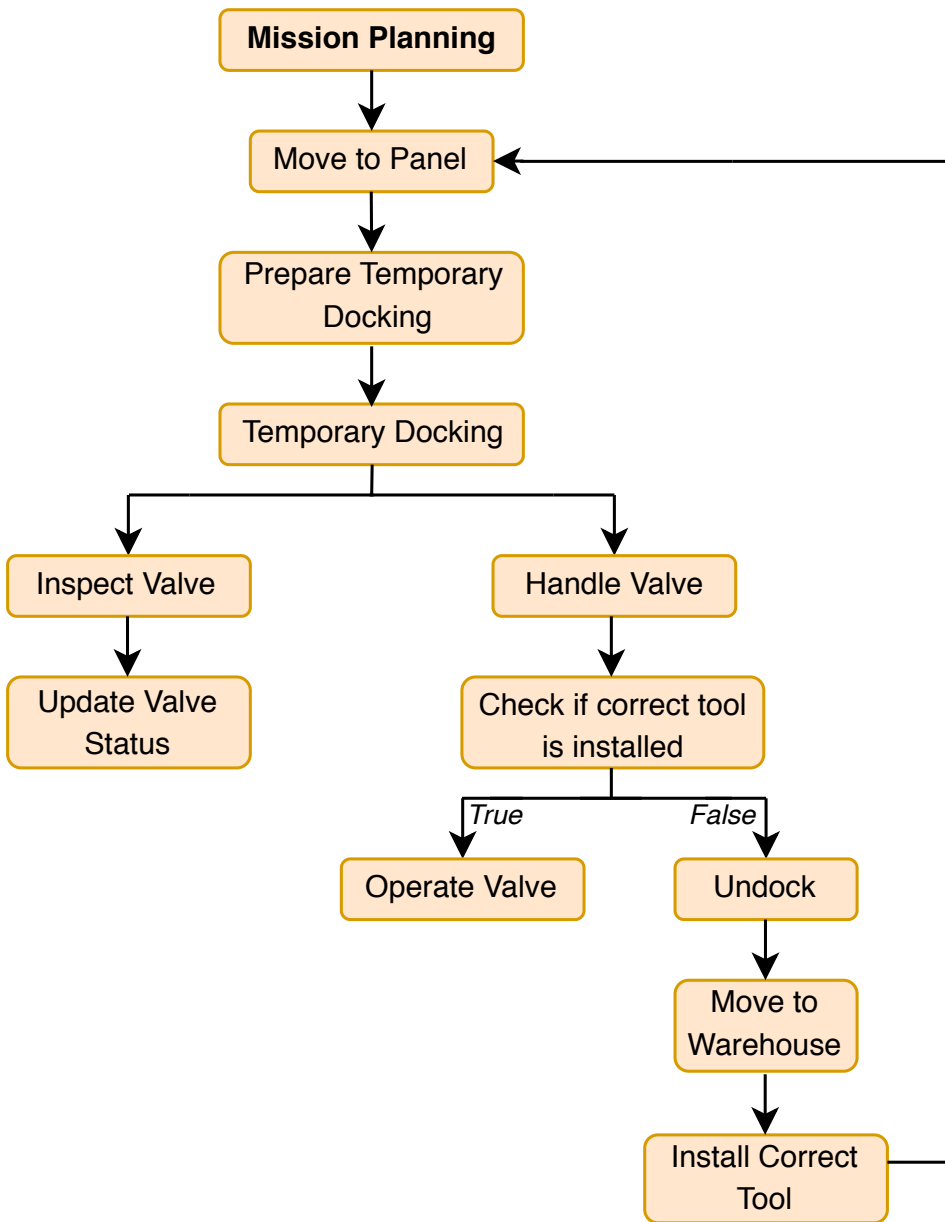 Mission Planning
Move to Panel
Prepare Temporary
Docking
Temporary Docking
Inspect Valve
Handle Valve
Update Valve
Status
Check if correct tool
is installed
True
False
Operate Valve
Undock
Move to
Warehouse
Install Correct
Tool